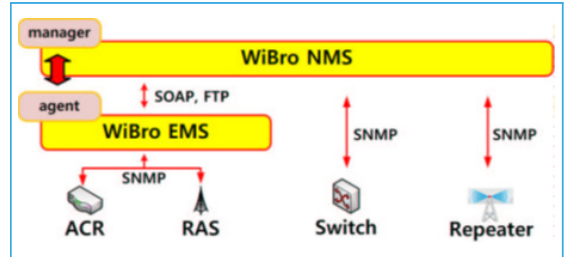 manager
WiBro NMS
SOAP, FTP
agent
WiBro EMS
SNMP
SNMP
SNMP
ACR
RAS
Switch
Repeater